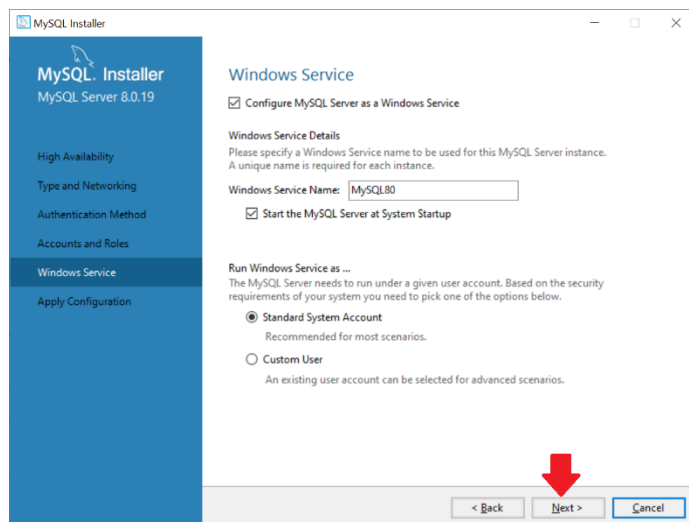 MySQL Installer
MySQL. Installer
MySQL Server 8.0.19
High Availability
Type and Networking
Authentication Method
Accounts and Roles
Windows Service
Apply Configuration
Windows Service
Configure MySQL Server as a Windows Service
Windows Service Details
Please specify a Windows Service name to be used for this MySQL Server instance.
A unique name is required for each instance.
Windows Service Name: MySQL80
Start the MySQL Server at System Startup
Run Windows Service as ...
The MySQL Server needs to run under a given user account. Based on the security
requirements of your system you need to pick one of the options below.
Standard System Account
Recommended for most scenarios.
Custom User
An existing user account can be selected for advanced scenarios.
< Back Next > Cancel